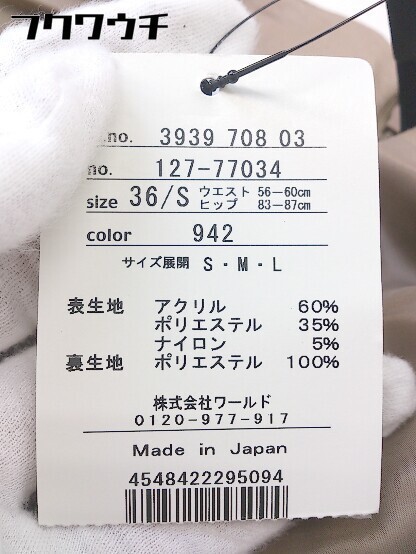 フクウチ
no. 3939 708 03
no. 127-77034
size 36/S ウエスト 56-60cm
ヒップ 83-87cm
color 942
サイズ展開 S・M・L
表生地 アクリル 60%
ポリエステル 35%
ナイロン 5%
裏生地 ポリエステル 100%
株式会社ワールド
0120-977-917
Made in Japan
4548422295094